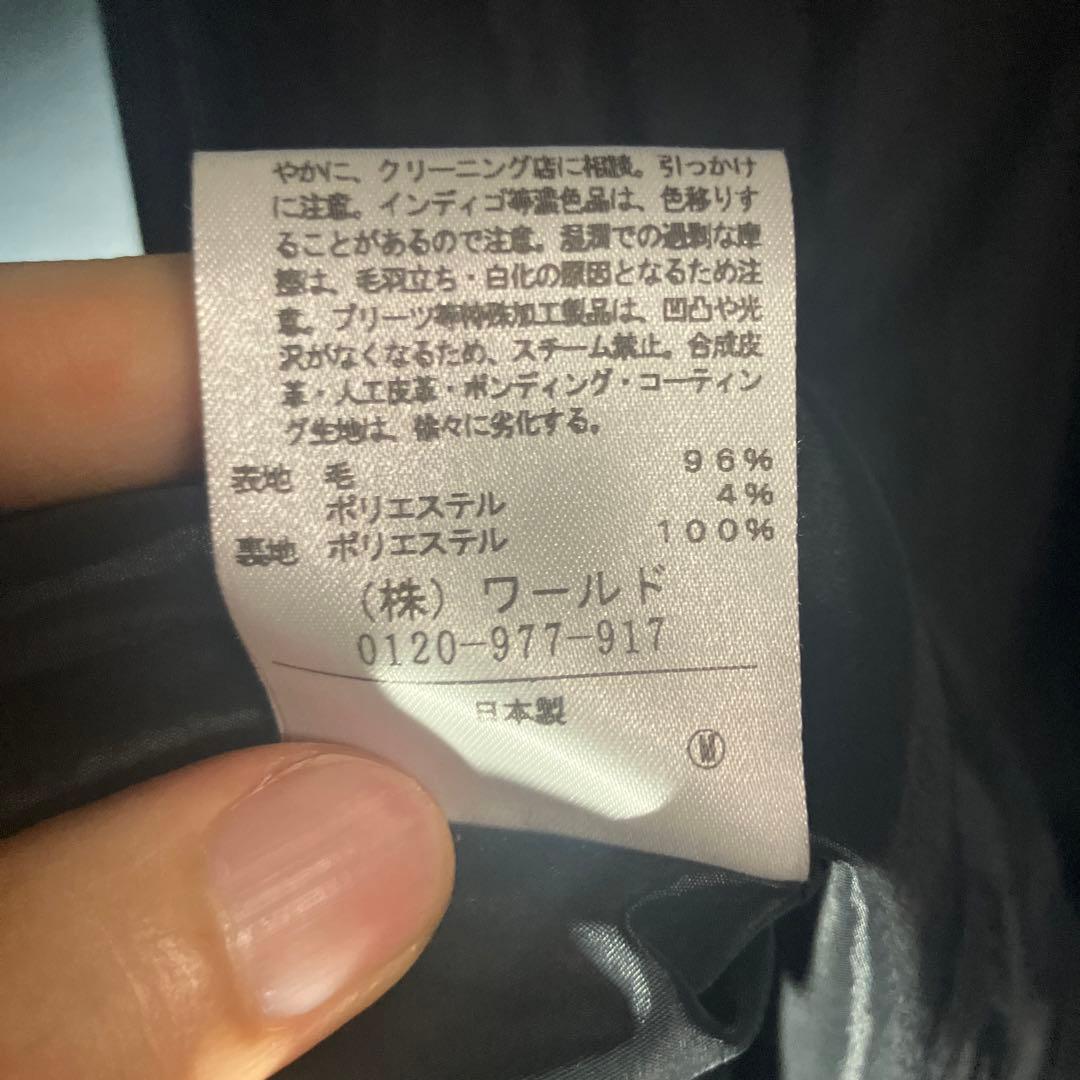 やかに、クリーニング店に相談。引っかけ
に注意。インディゴ等濃色品は、色移りす
ることがあるので注意。湿潤での過剰な摩
擦は、毛羽立ち・白化の原因となるため注
意。プリーツ等特殊加工製品は、凹凸や光
沢がなくなるため、スチーム禁止。合成皮
革・人工皮革・ボンディング・コーティン
グ生地は、徐々に劣化する。
表地 毛 96%
ポリエステル 4%
裏地 ポリエステル 100%
(株) ワールド
0120-977-917
日本製
Ⓜ